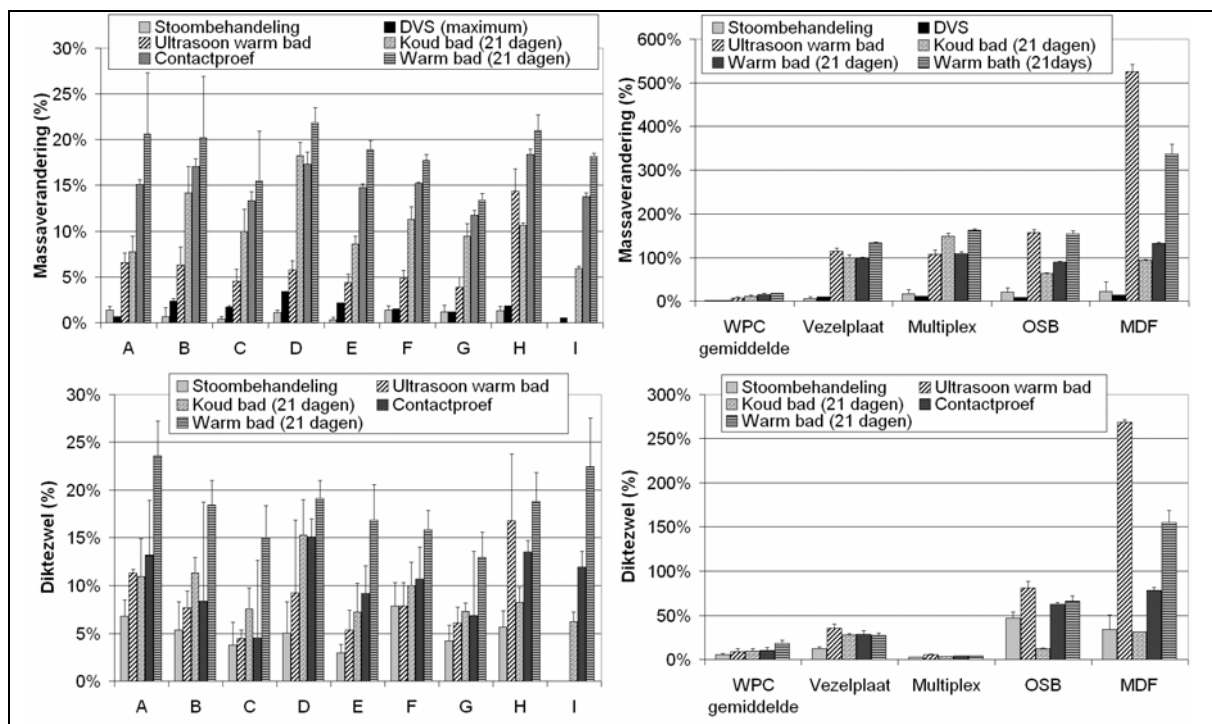 Stoombehandeling
DVS (maximum)
Ultrasoon warm bad
Koud bad (21 dagen)
Contactproef
Warm bad (21 dagen)
Massaverandering (%)
30%
25%
20%
15%
10%
5%
0%
A B C D E F G H I
Stoombehandeling
DVS
Ultrasoon warm bad
Koud bad (21 dagen)
Warm bad (21 dagen)
Warm bath (21days)
Massaverandering (%)
600%
500%
400%
300%
200%
100%
0%
WPC gemiddelde
Vezelplaat
Multiplex
OSB
MDF
Stoombehandeling
Ultrasoon warm bad
Koud bad (21 dagen)
Contactproef
Warm bad (21 dagen)
Diktezwel (%)
30%
25%
20%
15%
10%
5%
0%
A B C D E F G H I
Stoombehandeling
Ultrasoon warm bad
Koud bad (21 dagen)
Contactproef
Warm bad (21 dagen)
Diktezwel (%)
300%
250%
200%
150%
100%
50%
0%
WPC gemiddelde
Vezelplaat
Multiplex
OSB
MDF